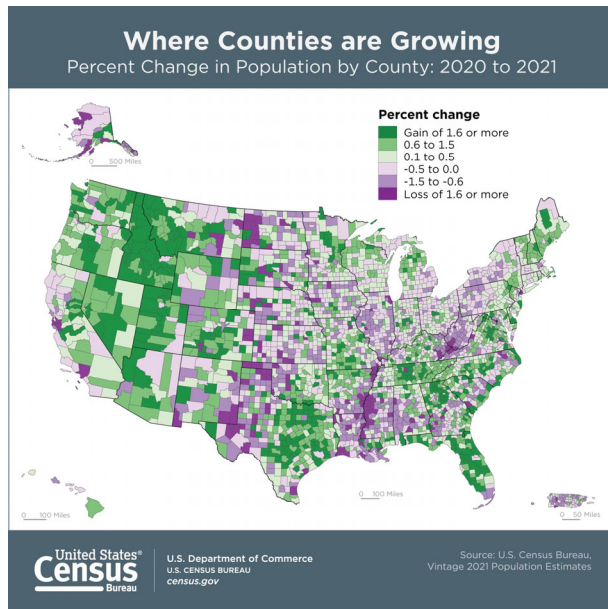 Where Counties are Growing
Percent Change in Population by County: 2020 to 2021
Percent change
Gain of 1.6 or more
0.6 to 1.5
0.1 to 0.5
-0.5 to 0.0
-1.5 to -0.6
Loss of 1.6 or more
0 500 Miles
0 100 Miles
0 100 Miles
0 50 Miles
United States®
Census
Bureau
U.S. Department of Commerce
U.S. CENSUS BUREAU
census.gov
Source: U.S. Census Bureau,
Vintage 2021 Population Estimates